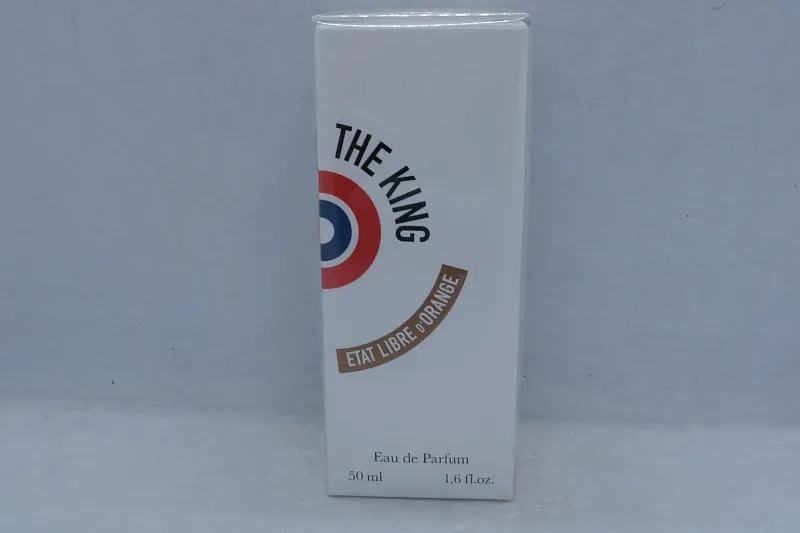 THE KING
ETAT LIBRE D'ORANGE
Eau de Parfum
50 ml 1.6 fl.oz.